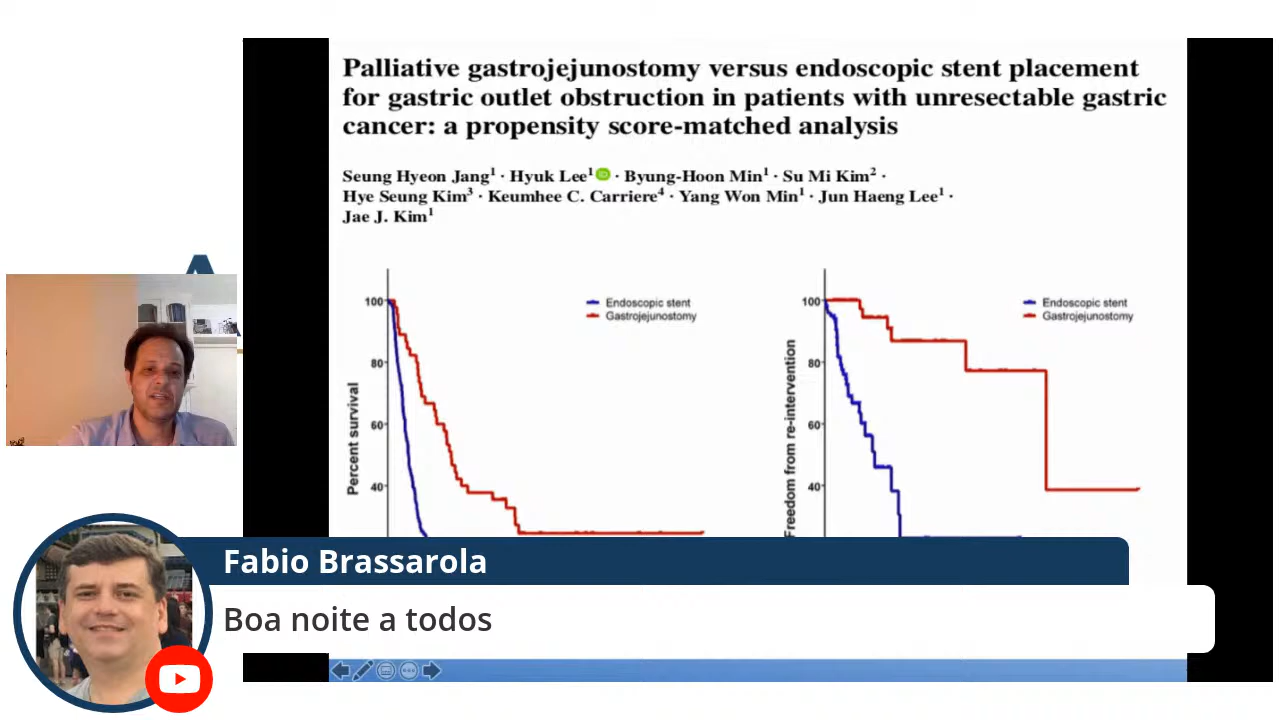 Palliative gastrojejunostomy versus endoscopic stent placement
for gastric outlet obstruction in patients with unresectable gastric
cancer: a propensity score-matched analysis
Seung Hyeon Jang1 · Hyuk Lee1 · Byung-Hoon Min1 · Su Mi Kim2 ·
Hye Seung Kim3 · Keumhee C. Carriere4 · Yang Won Min1 · Jun Haeng Lee1 ·
Jae J. Kim1
Percent survival
100
80
60
40
Endoscopic stent
Gastrojejunostomy
Freedom from re-intervention
100
80
60
40
Endoscopic stent
Gastrojejunostomy
Fabio Brassarola
Boa noite a todos